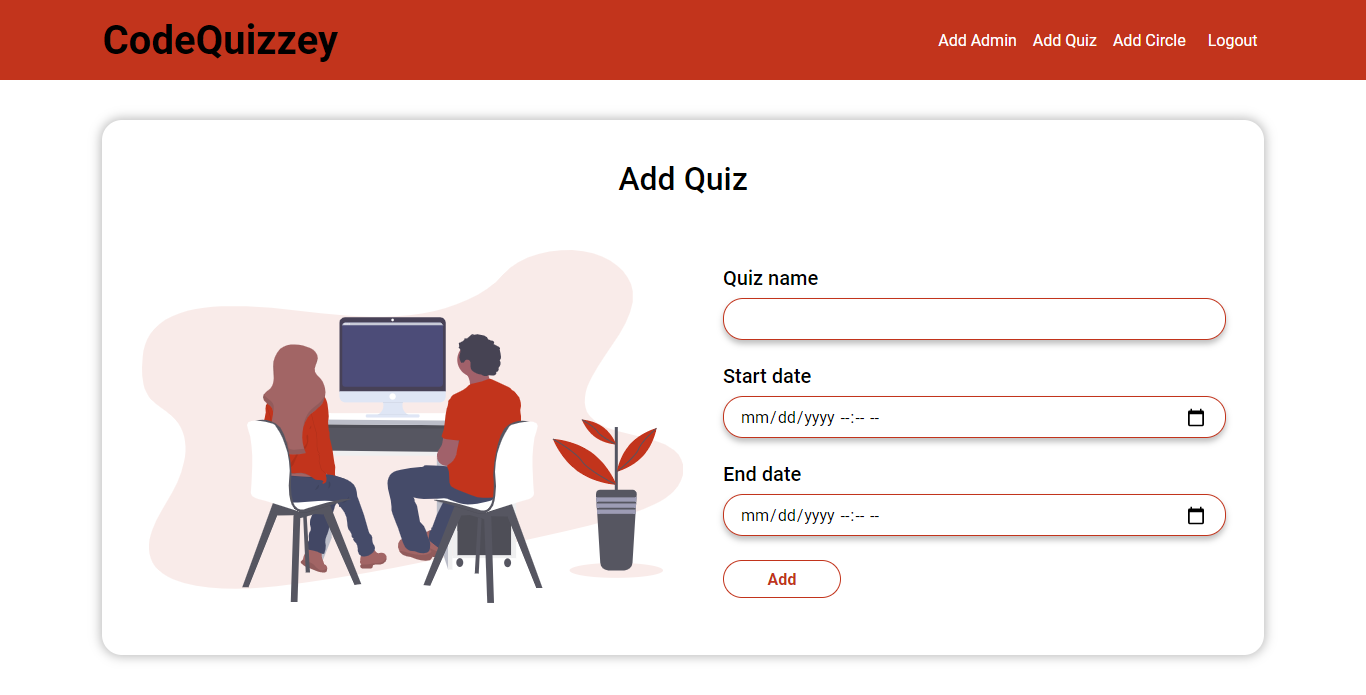 CodeQuizzey
Add Admin Add Quiz Add Circle Logout
Add Quiz
Quiz name
Start date
mm/dd/yyyy --:-- --
End date
mm/dd/yyyy --:-- --
Add